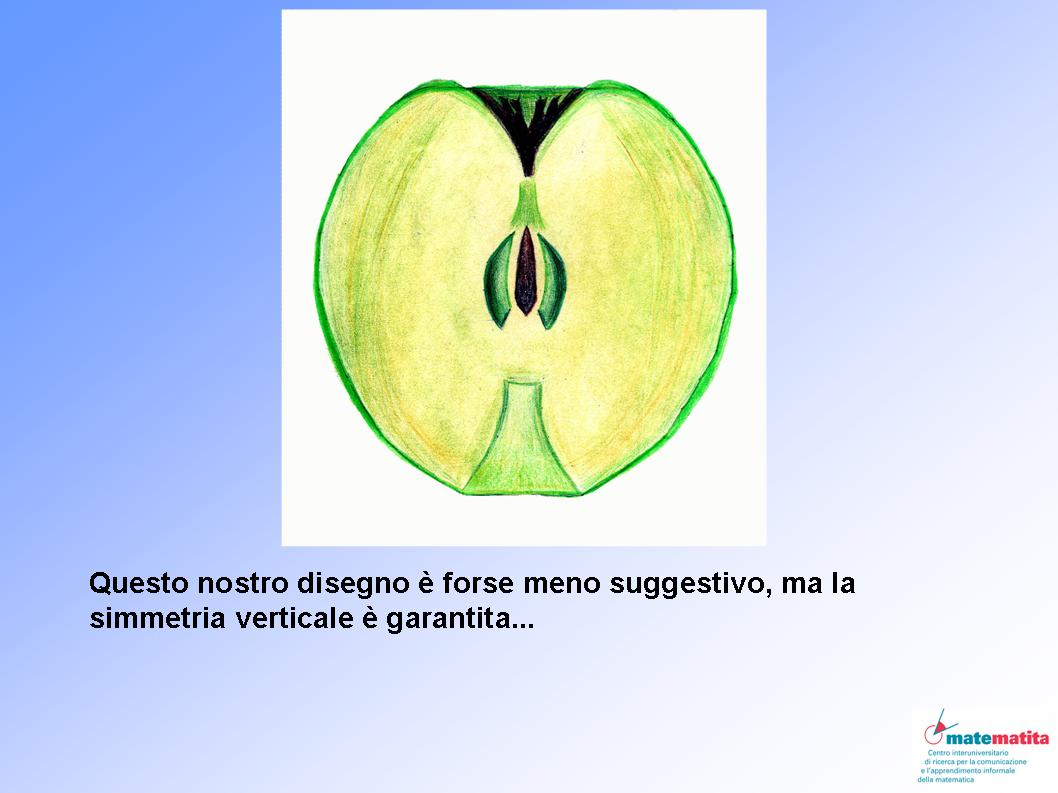 Questo nostro disegno è forse meno suggestivo, ma la
simmetria verticale è garantita...
matematita
Centro interuniversitario
di ricerca per la comunicazione
e l'apprendimento informale
della matematica